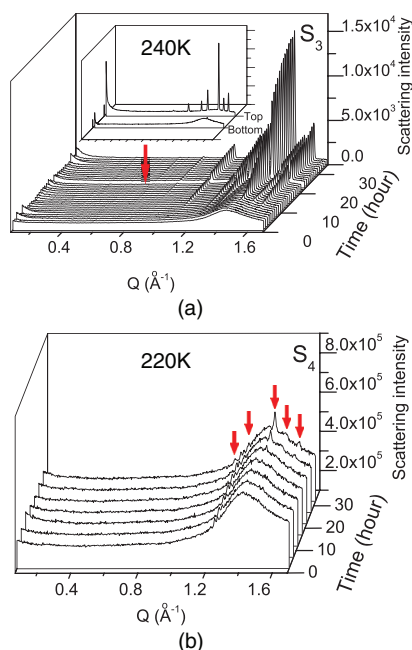 240K
S3
1.5x10⁴
1.0x10⁴
5.0x10³
0.0
Scattering intensity
Top
Bottom
30
20
10
0
Time (hour)
0.4 0.8 1.2 1.6
Q (Å⁻¹)
(a)
220K
S4
8.0x10⁵
6.0x10⁵
4.0x10⁵
2.0x10⁵
Scattering intensity
30
20
10
0
Time (hour)
0.4 0.8 1.2 1.6
Q (Å⁻¹)
(b)